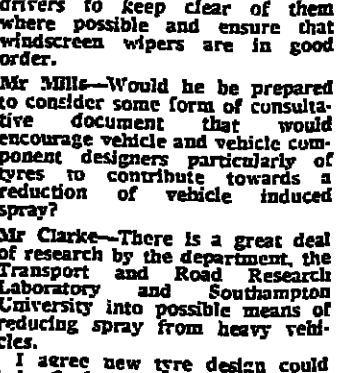 drivers to keep clear of them
where possible and ensure that
windscreen wipers are in good
order.
Mr Mills—Would he be prepared
to consider some form of consulta-
tive document that would
encourage vehicle and vehicle com-
ponent designers particularly of
tyres to contribute towards a
reduction of vehicle induced
spray?
Mr Clarke—There is a great deal
of research by the department, the
Transport and Road Research
Laboratory and Southampton
University into possible means of
reducing spray from heavy vehi-
cles.
I agree new tyre design could